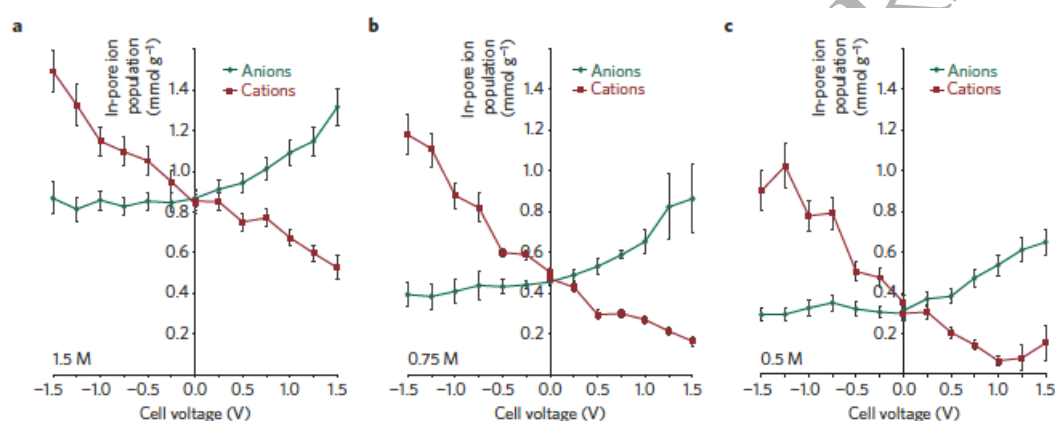 a
In-pore ion
population
(mmol g⁻¹)
Anions
Cations
1.4
1.2
1.0
0.8
0.6
0.4
0.2
1.5 M
−1.5 −1.0 −0.5 0.0 0.5 1.0 1.5
Cell voltage (V)
b
In-pore ion
population
(mmol g⁻¹)
Anions
Cations
1.4
1.2
1.0
0.8
0.6
0.4
0.2
0.75 M
−1.5 −1.0 −0.5 0.0 0.5 1.0 1.5
Cell voltage (V)
c
In-pore ion
population
(mmol g⁻¹)
Anions
Cations
1.4
1.2
1.0
0.8
0.6
0.4
0.2
0.5 M
−1.5 −1.0 −0.5 0.0 0.5 1.0 1.5
Cell voltage (V)